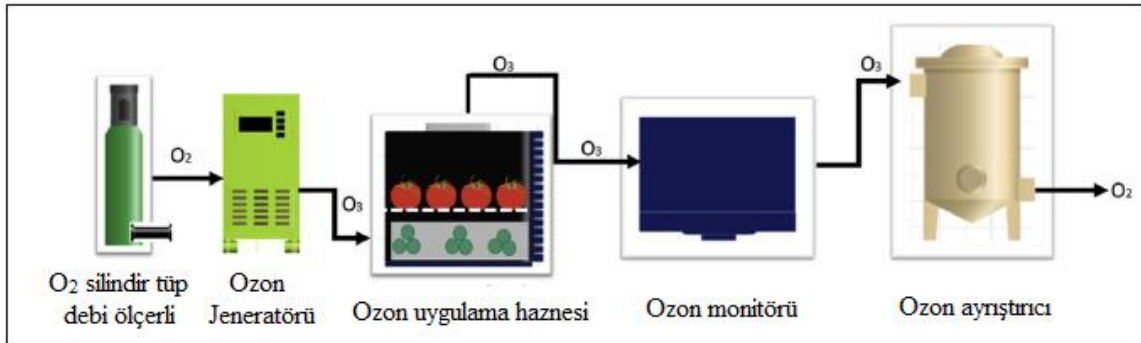 O₂
O₃
O₃
O₃
O₃
O₂
O₂ silindir tüp
debi ölçerli
Ozon
Jeneratörü
Ozon uygulama haznesi
Ozon monitörü
Ozon ayrıştırıcı